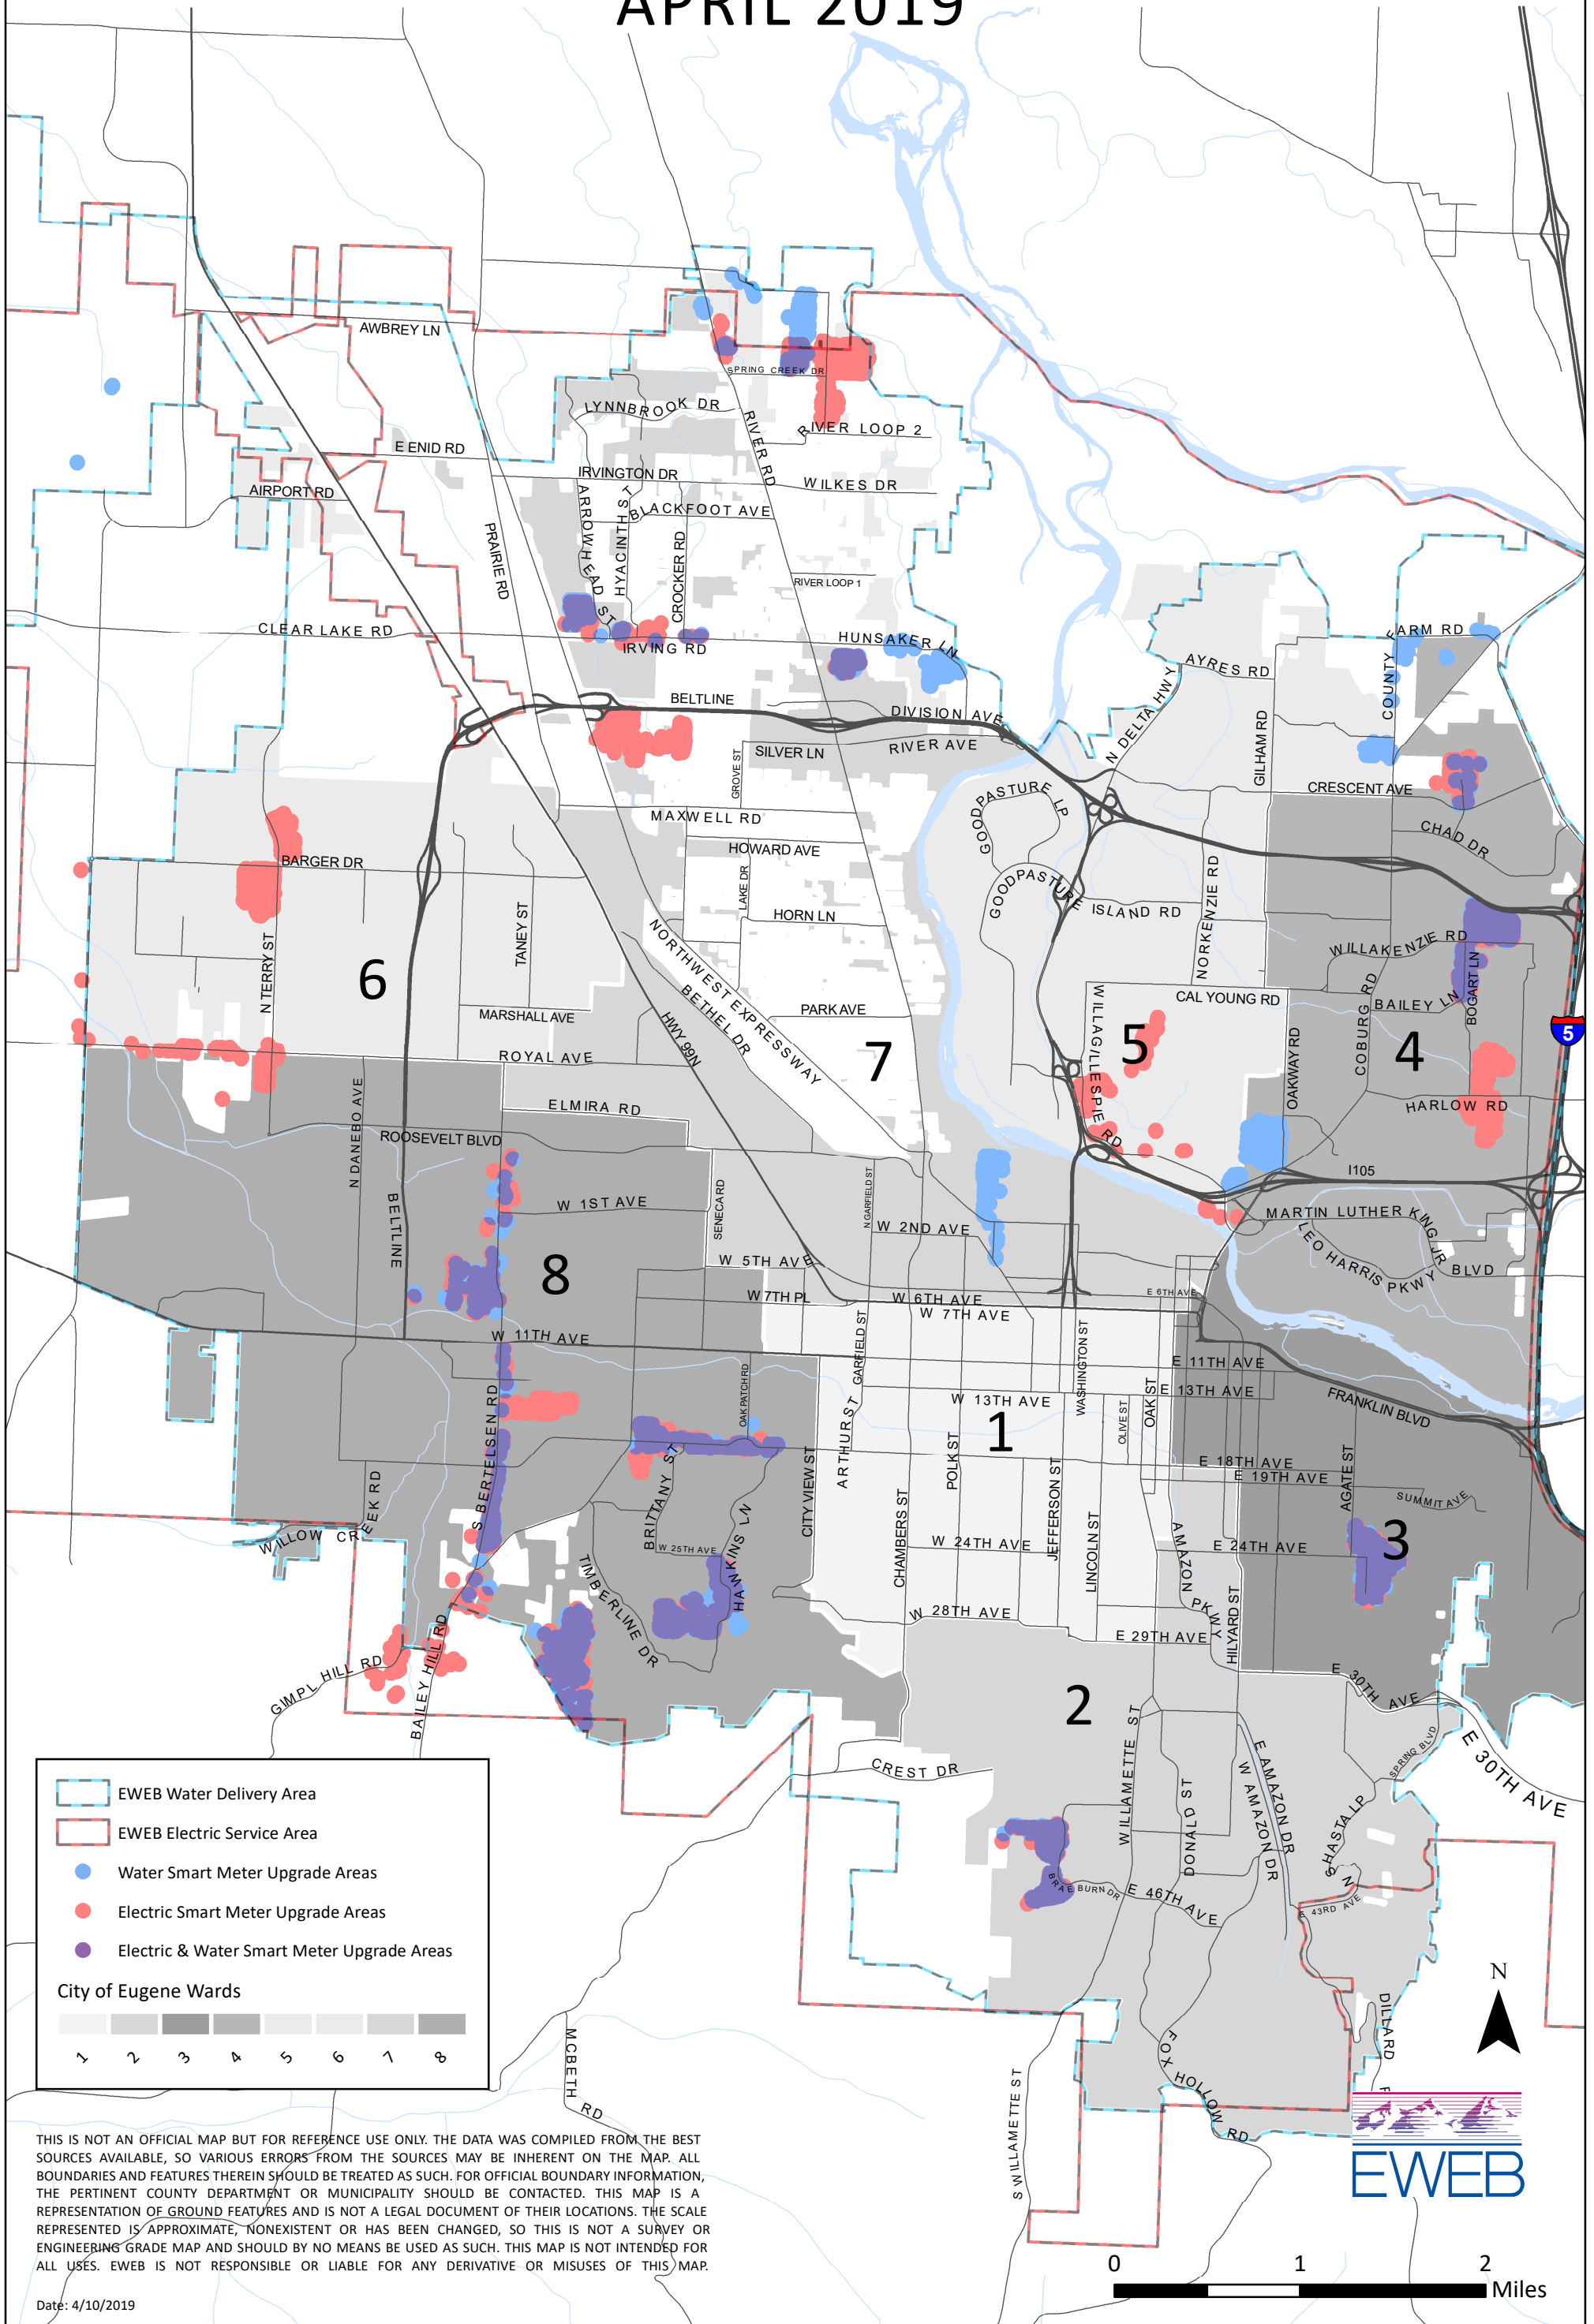 APRIL 2019
AWBREY LN
SPRING CREEK DR
LYNNBROOK DR
RIVER RD
RIVER LOOP 2
E ENID RD
IRVINGTON DR
WILKES DR
AIRPORT RD
ARROWHEAD ST
HYACINTH ST
BLACKFOOT AVE
CROCKER RD
PRAIRIE RD
RIVER LOOP 1
CLEAR LAKE RD
IRVING RD
HUNSAKER LN
COUNTY FARM RD
AYRES RD
N DELTA HWY
BELTLINE
DIVISION AVE
RIVER AVE
SILVER LN
GROVE ST
GILHAM RD
CRESCENT AVE
GOODPASTURE LP
MAXWELL RD
HOWARD AVE
CHAD DR
BARGER DR
LAKE DR
GOODPASTURE ISLAND RD
HORN LN
NORKENZIE RD
WILLAKENZIE RD
N TERRY ST
6
TANEY ST
NORTHWEST EXPRESSWAY
BETHEL DR
HWY 99N
PARK AVE
CAL YOUNG RD
BAILEY LN
BOGART LN
COBURG RD
MARSHALL AVE
7
WILLAGILLESPIE RD
5
OAKWAY RD
4
5
ROYAL AVE
ELMIRA RD
HARLOW RD
N DANEBO AVE
ROOSEVELT BLVD
I105
BELTLINE
W 1ST AVE
SENECA RD
N GARFIELD ST
W 2ND AVE
MARTIN LUTHER KING JR BLVD
LEO HARRIS PKWY
8
W 5TH AVE
W 7TH PL
W 6TH AVE
W 7TH AVE
E 6TH AVE
W 11TH AVE
GARFIELD ST
WASHINGTON ST
E 11TH AVE
E 13TH AVE
FRANKLIN BLVD
OAK PATCH RD
W 13TH AVE
OLIVE ST
OAK ST
S BERTELSEN RD
ARTHUR ST
1
POLK ST
E 18TH AVE
E 19TH AVE
AGATE ST
SUMMIT AVE
CITY VIEW ST
BRITTANY ST
CHAMBERS ST
JEFFERSON ST
LINCOLN ST
3
WILLOW CREEK RD
W 25TH AVE
HAWKINS LN
W 24TH AVE
E 24TH AVE
AMAZON PKWY
HILYARD ST
TIMBERLINE DR
W 28TH AVE
E 29TH AVE
GIMPL HILL RD
BAILEY HILL RD
E 30TH AVE
2
SPRING BLVD
E 30TH AVE
WILLAMETTE ST
CREST DR
DONALD ST
E AMAZON DR
W AMAZON DR
N SHASTA LP
BRAE BURN DR
E 46TH AVE
E 43RD AVE
FOX HOLLOW RD
DILLARD
S WILLAMETTE ST
MCBETH RD
EWEB Water Delivery Area
EWEB Electric Service Area
Water Smart Meter Upgrade Areas
Electric Smart Meter Upgrade Areas
Electric & Water Smart Meter Upgrade Areas
City of Eugene Wards
1 2 3 4 5 6 7 8
N
EWEB
THIS IS NOT AN OFFICIAL MAP BUT FOR REFERENCE USE ONLY. THE DATA WAS COMPILED FROM THE BEST
SOURCES AVAILABLE, SO VARIOUS ERRORS FROM THE SOURCES MAY BE INHERENT ON THE MAP. ALL
BOUNDARIES AND FEATURES THEREIN SHOULD BE TREATED AS SUCH. FOR OFFICIAL BOUNDARY INFORMATION,
THE PERTINENT COUNTY DEPARTMENT OR MUNICIPALITY SHOULD BE CONTACTED. THIS MAP IS A
REPRESENTATION OF GROUND FEATURES AND IS NOT A LEGAL DOCUMENT OF THEIR LOCATIONS. THE SCALE
REPRESENTED IS APPROXIMATE, NONEXISTENT OR HAS BEEN CHANGED, SO THIS IS NOT A SURVEY OR
ENGINEERING GRADE MAP AND SHOULD BY NO MEANS BE USED AS SUCH. THIS MAP IS NOT INTENDED FOR
ALL USES. EWEB IS NOT RESPONSIBLE OR LIABLE FOR ANY DERIVATIVE OR MISUSES OF THIS MAP.
Date: 4/10/2019
0 1 2
Miles